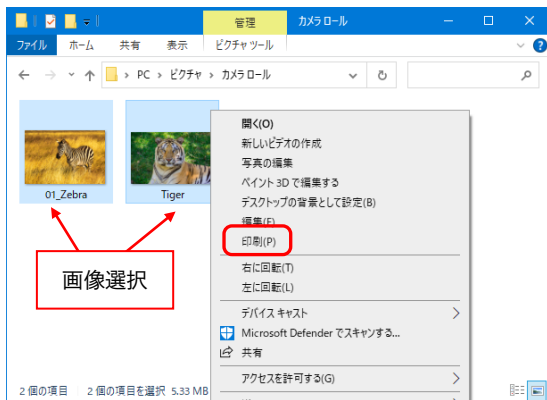 管理
カメラ ロール
ファイル
ホーム
共有
表示
ピクチャ ツール
PC › ピクチャ › カメラ ロール
01_Zebra
Tiger
画像選択
開く(O)
新しいビデオの作成
写真の編集
ペイント 3D で編集する
デスクトップの背景として設定(B)
編集(E)
印刷(P)
右に回転(T)
左に回転(L)
デバイス キャスト
Microsoft Defender でスキャンする...
共有
アクセスを許可する(G)
2 個の項目
2 個の項目を選択 5.33 MB